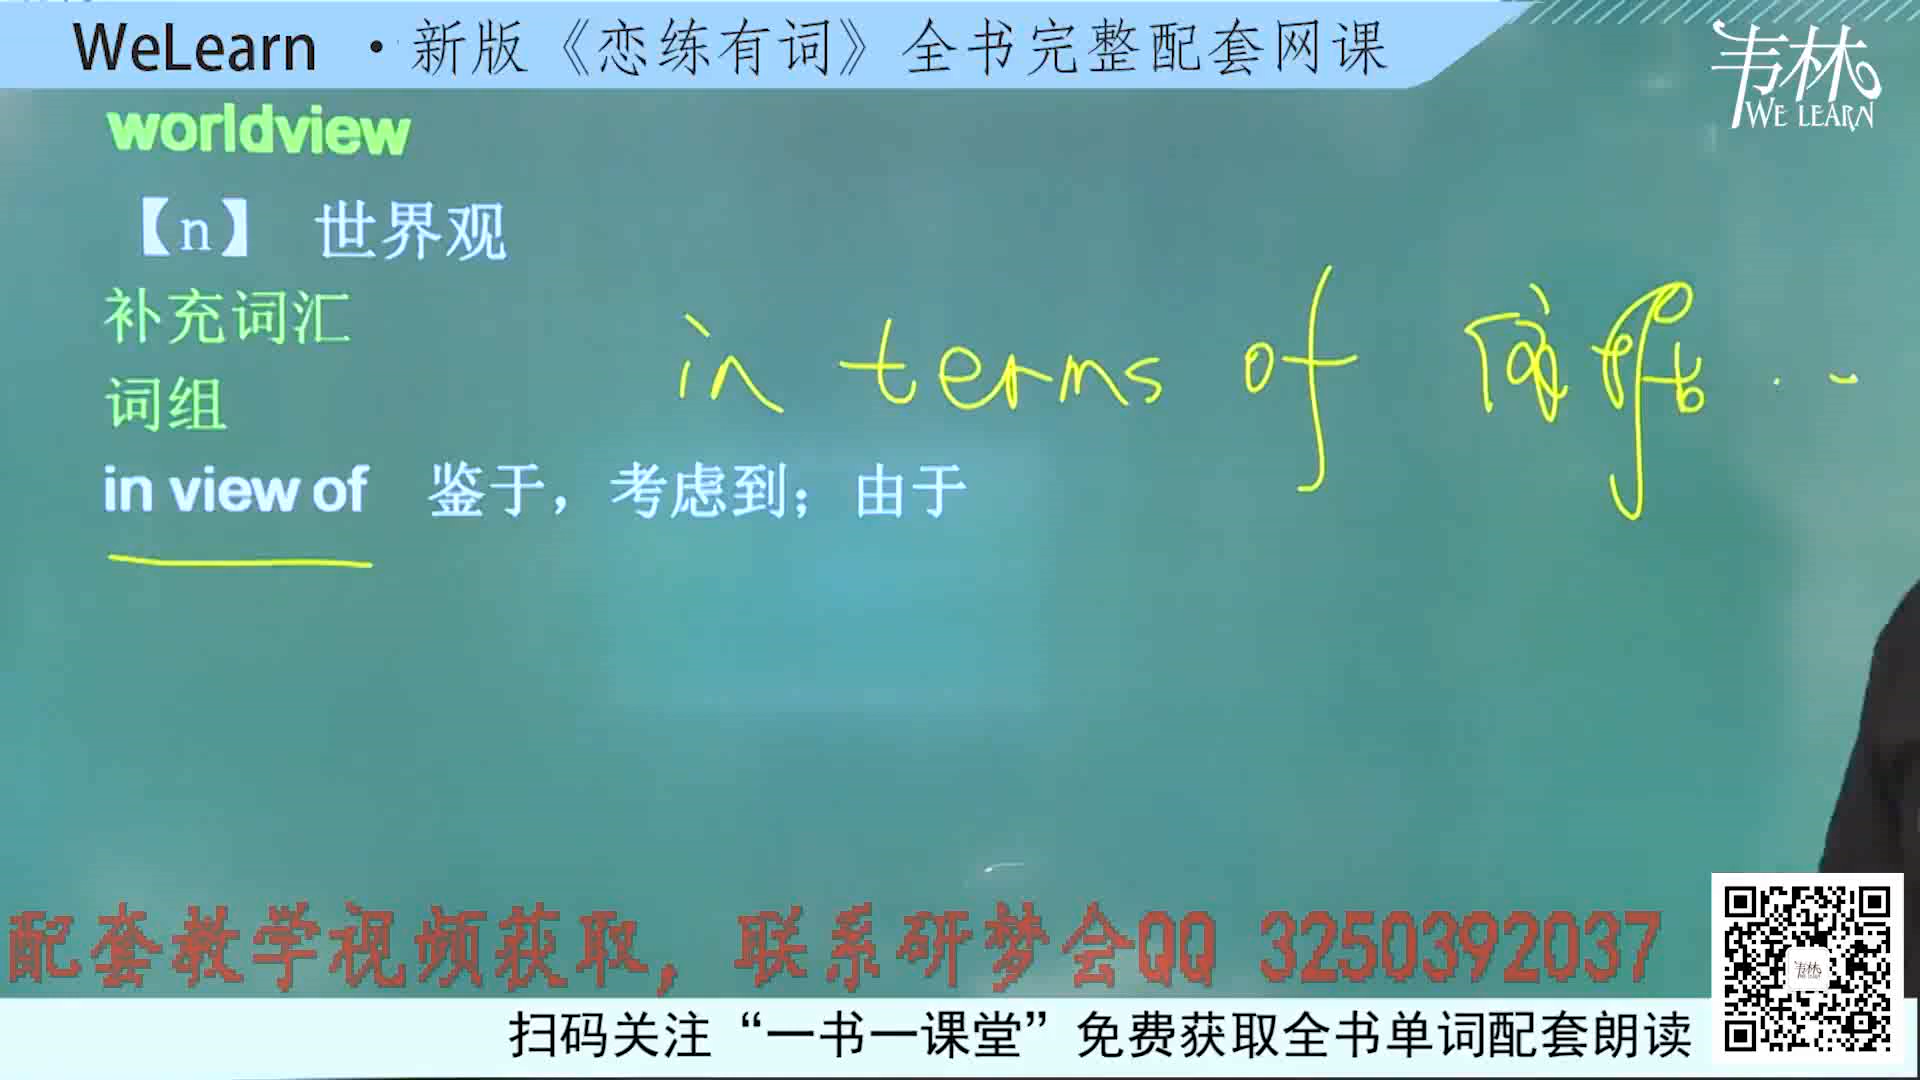 WeLearn ·新版《恋练有词》全书完整配套网课
韦林
WE LEARN
worldview
【n】 世界观
补充词汇
词组
in terms of
in view of 鉴于，考虑到；由于
配套教学视频获取，联系研梦会QQ 3250392037
韦林
扫码关注“一书一课堂”免费获取全书单词配套朗读